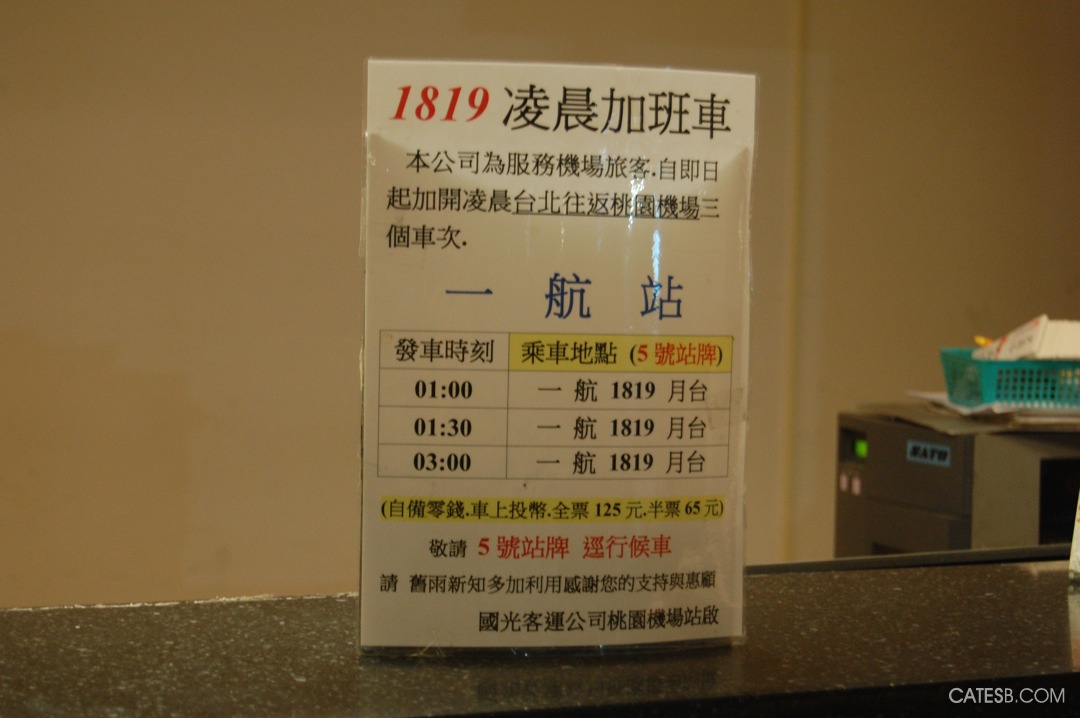 1819 凌晨加班車
本公司為服務機場旅客.自即日
起加開凌晨台北往返桃園機場三
個車次.
一 航 站
發車時刻 乘車地點 (5 號站牌)
01:00 一 航 1819 月台
01:30 一 航 1819 月台
03:00 一 航 1819 月台
(自備零錢.車上投幣.全票 125 元.半票 65 元)
敬請 5 號站牌 逕行候車
請 舊雨新知多加利用感謝您的支持與惠顧
國光客運公司桃園機場站啟
SATO
CATESB.COM